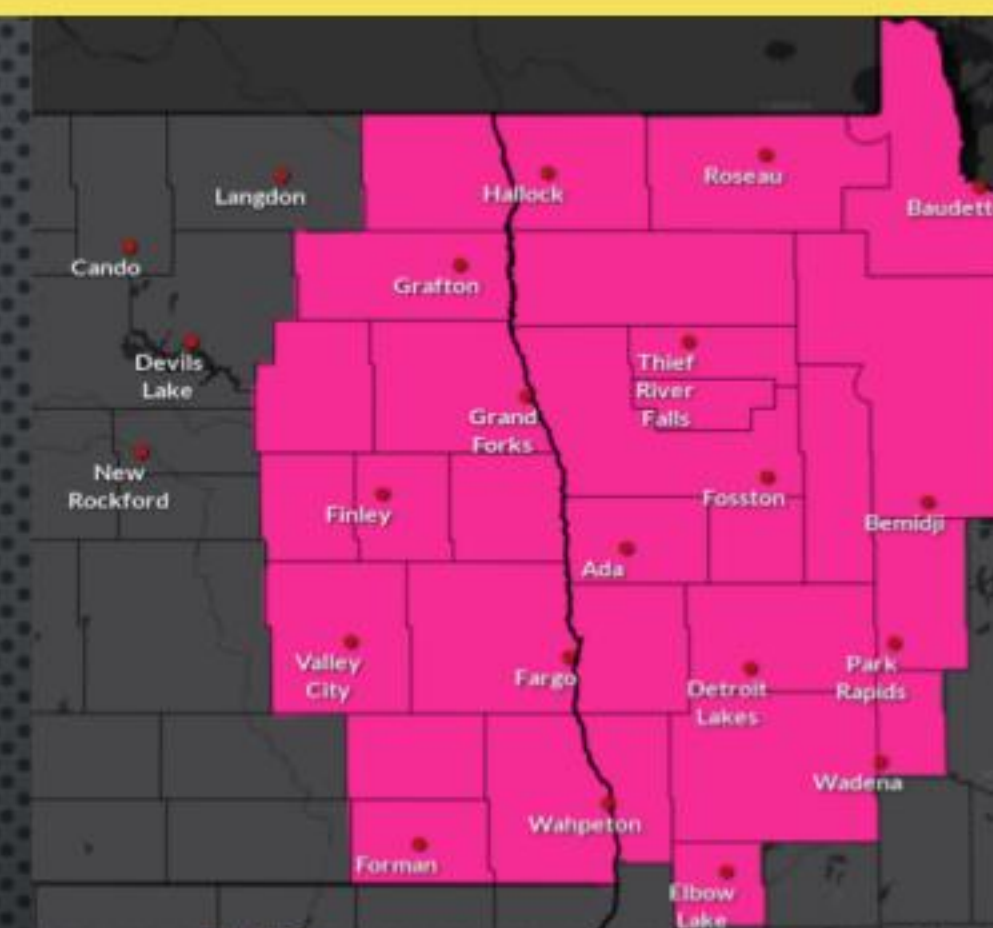 Langdon
Hallock
Roseau
Baudett
Cando
Grafton
Devils
Lake
Thief
River
Falls
Grand
Forks
New
Rockford
Finley
Fosston
Bemidji
Ada
Valley
City
Fargo
Detroit
Lakes
Park
Rapids
Wadena
Wahpeton
Forman
Elbow
Lake